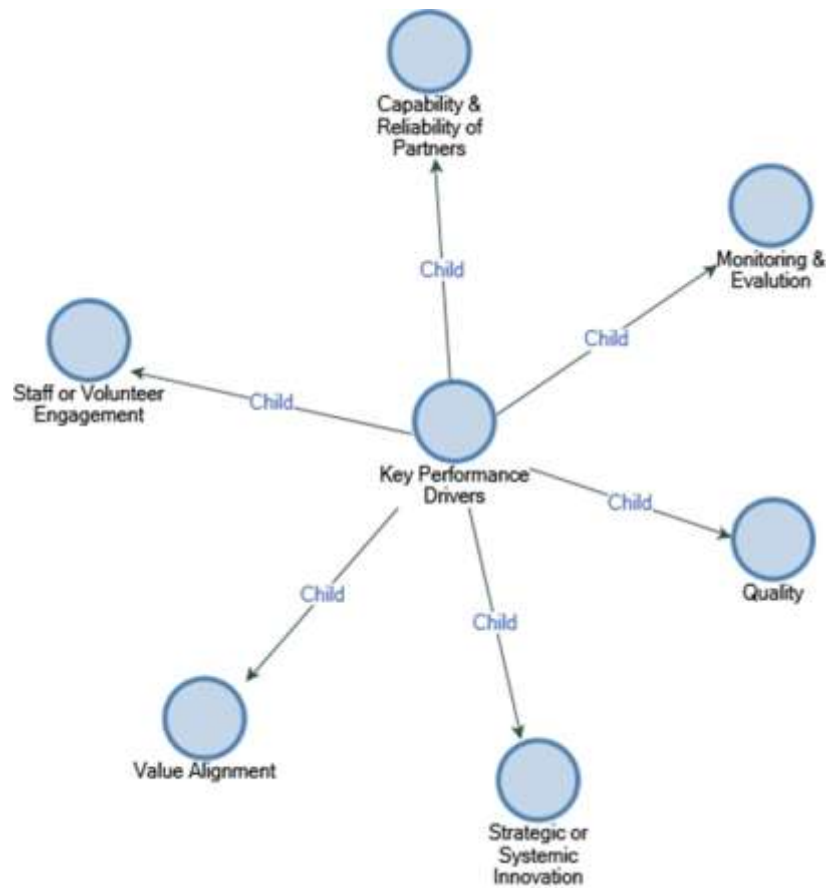 Capability &
Reliability of
Partners
Monitoring &
Evalution
Child
Child
Staff or Volunteer
Engagement
Child
Key Performance
Drivers
Child
Quality
Child
Child
Value Alignment
Strategic or
Systemic
Innovation